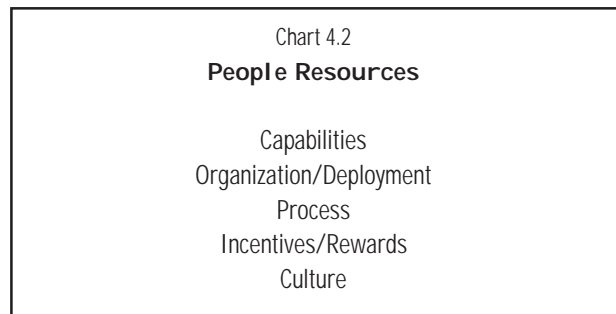 Chart 4.2
People Resources
Capabilities
Organization/Deployment
Process
Incentives/Rewards
Culture